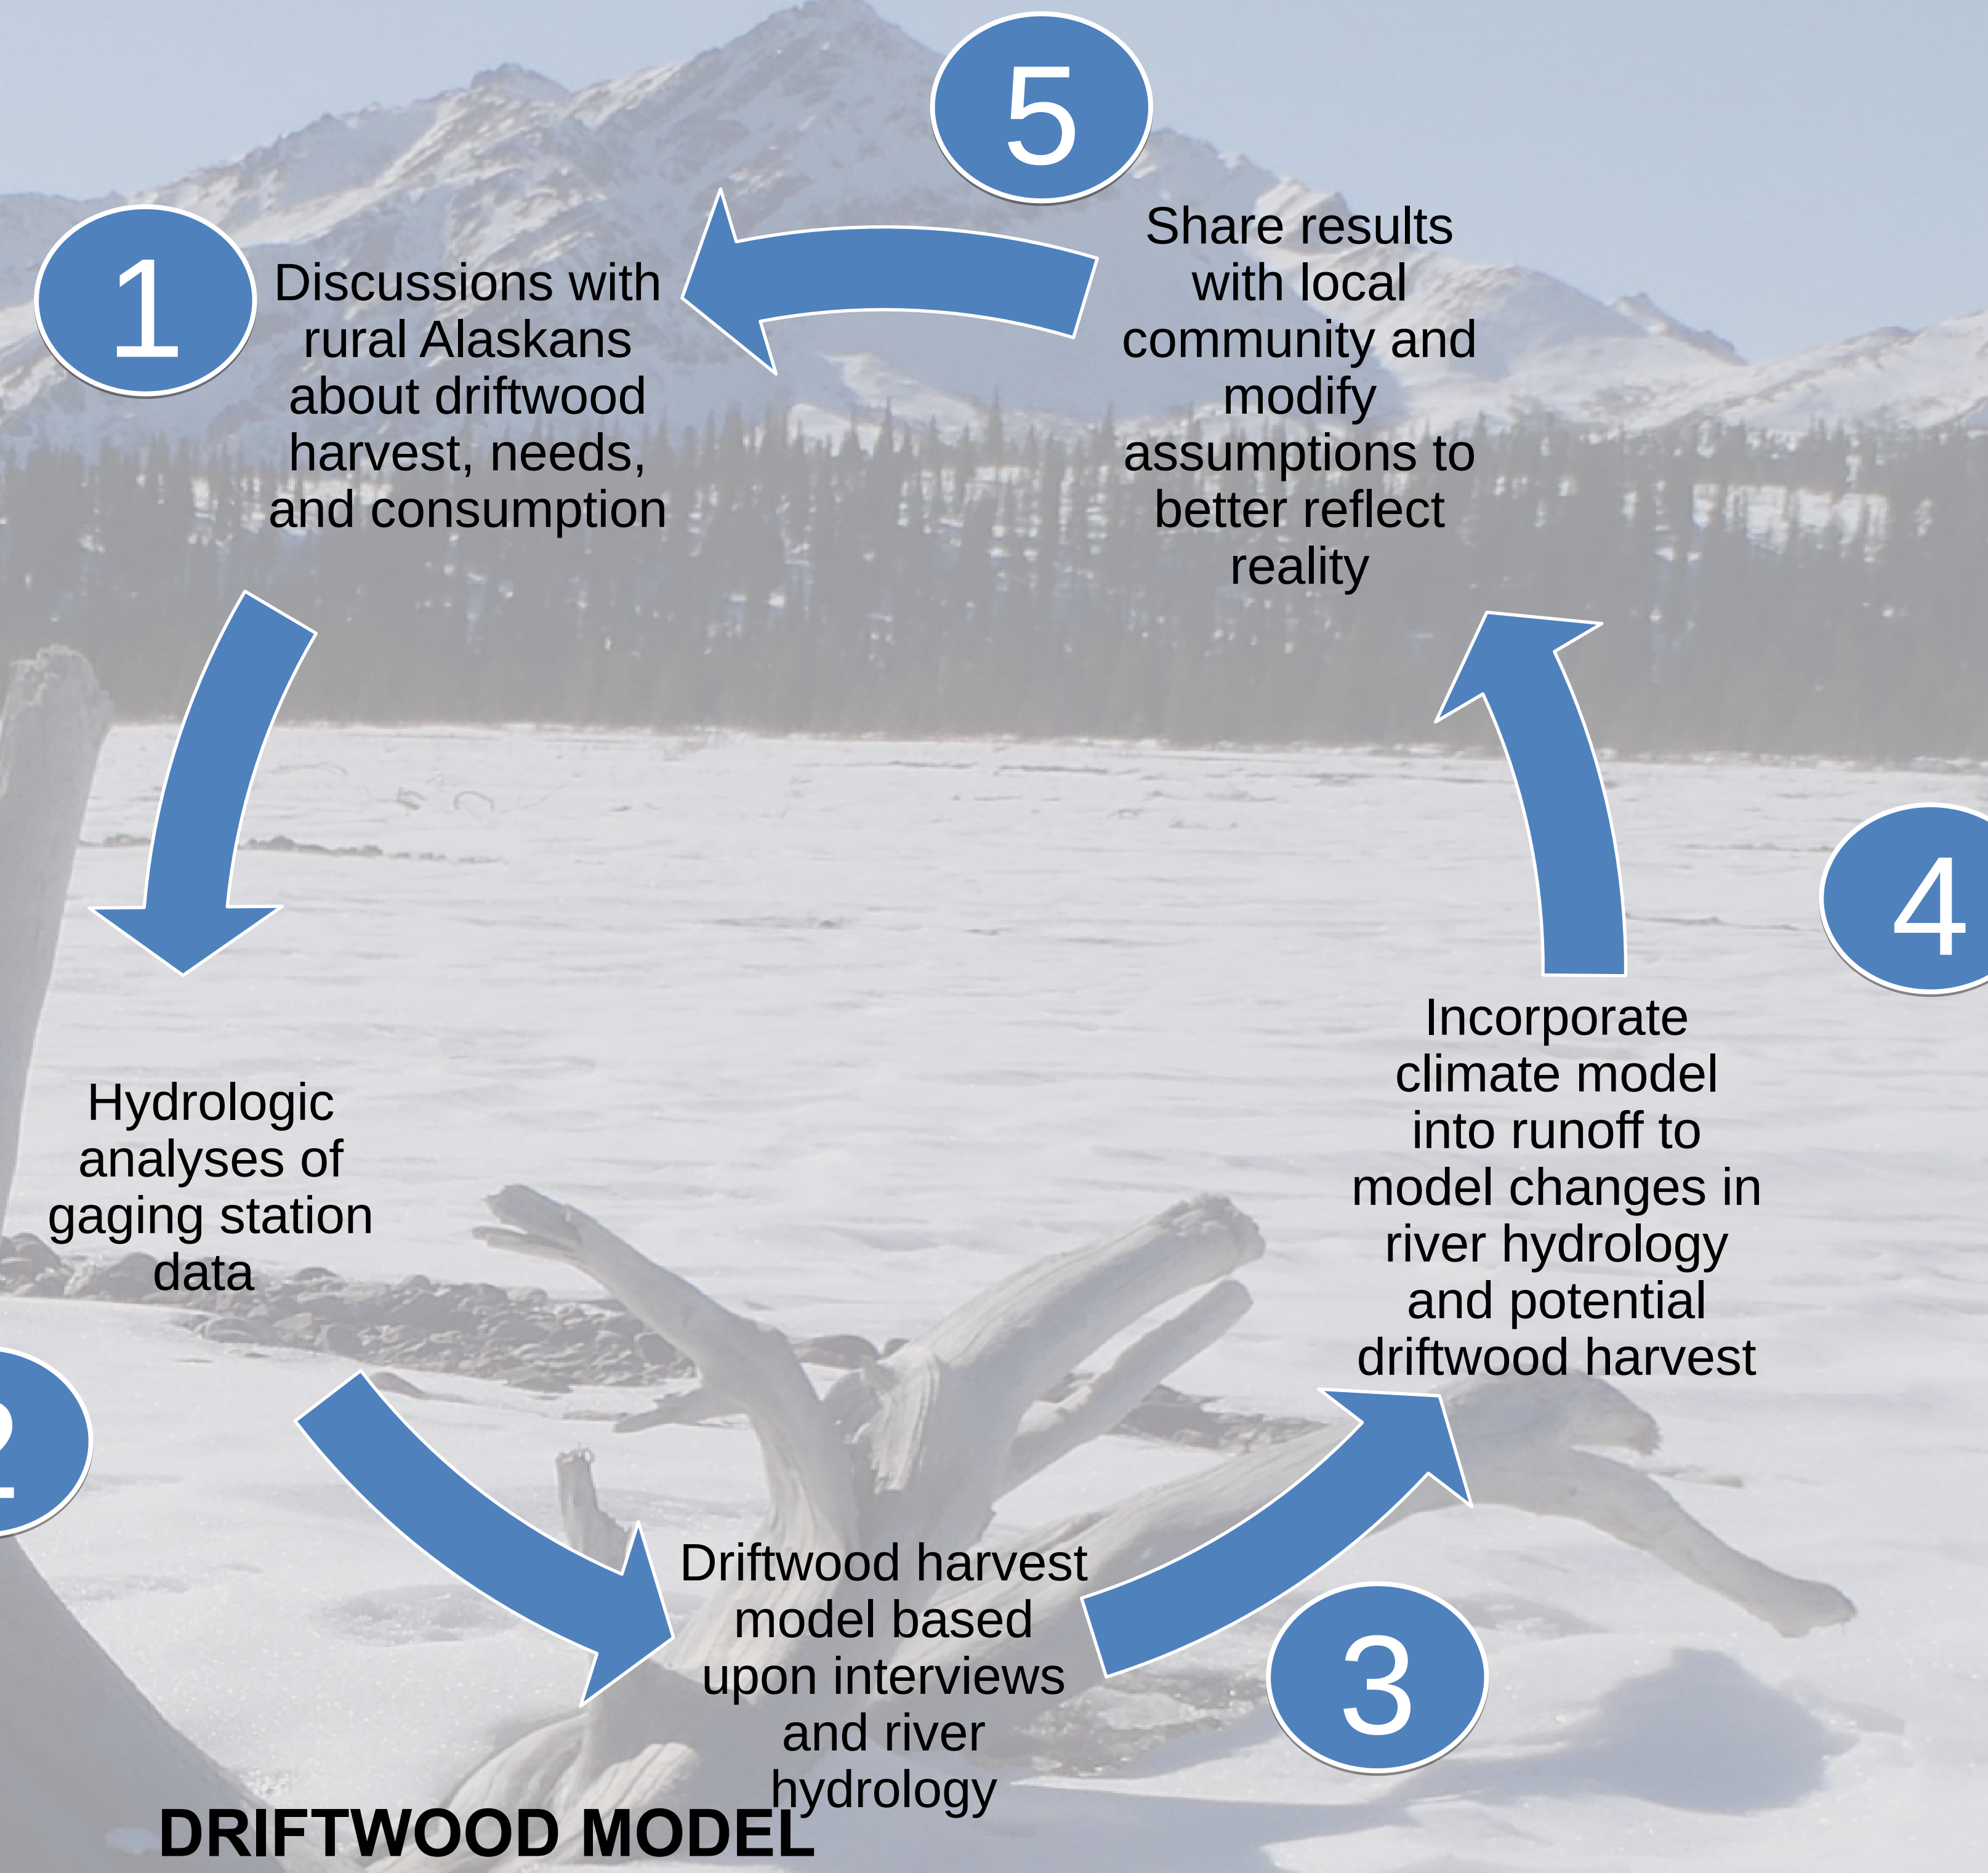 1
Discussions with
rural Alaskans
about driftwood
harvest, needs,
and consumption
Hydrologic
analyses of
gaging station
data
2
Driftwood harvest
model based
upon interviews
and river
hydrology
3
Incorporate
climate model
into runoff to
model changes in
river hydrology
and potential
driftwood harvest
4
5
Share results
with local
community and
modify
assumptions to
better reflect
reality
DRIFTWOOD MODEL